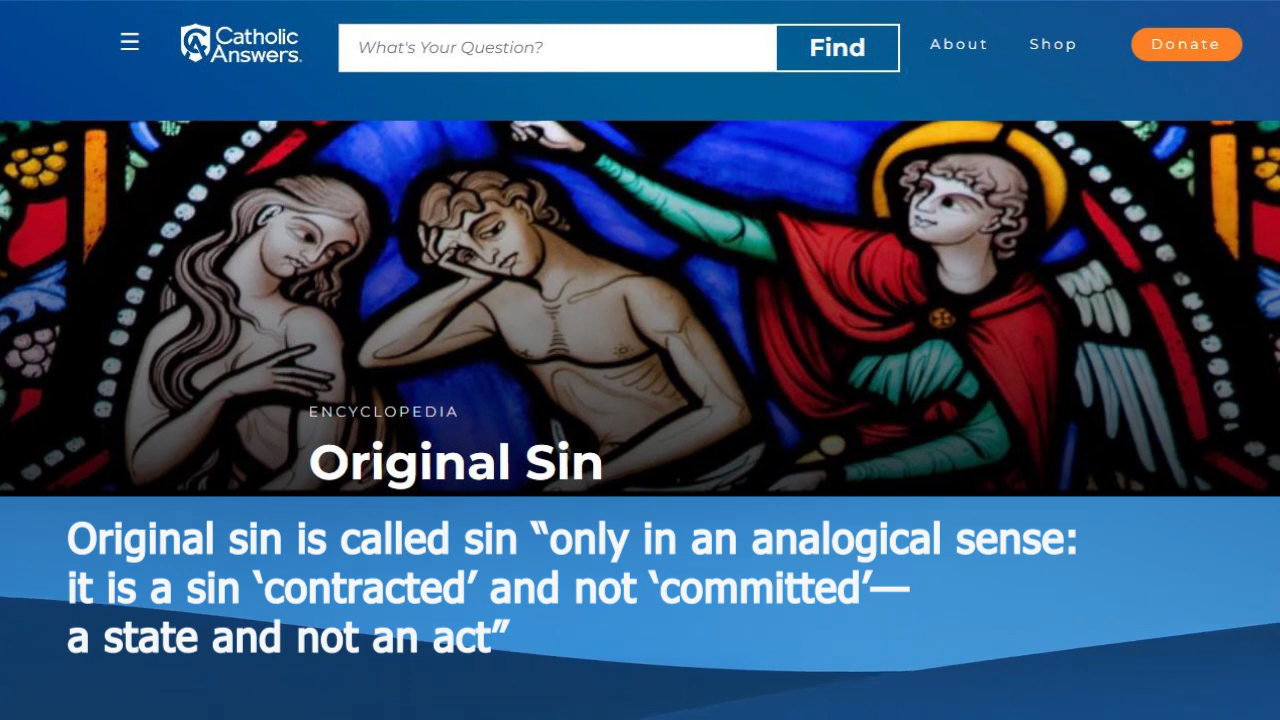 ☰
Catholic
Answers.
What's Your Question?
Find
About
Shop
Donate
ENCYCLOPEDIA
Original Sin
Original sin is called sin “only in an analogical sense:
it is a sin ‘contracted’ and not ‘committed’—
a state and not an act”